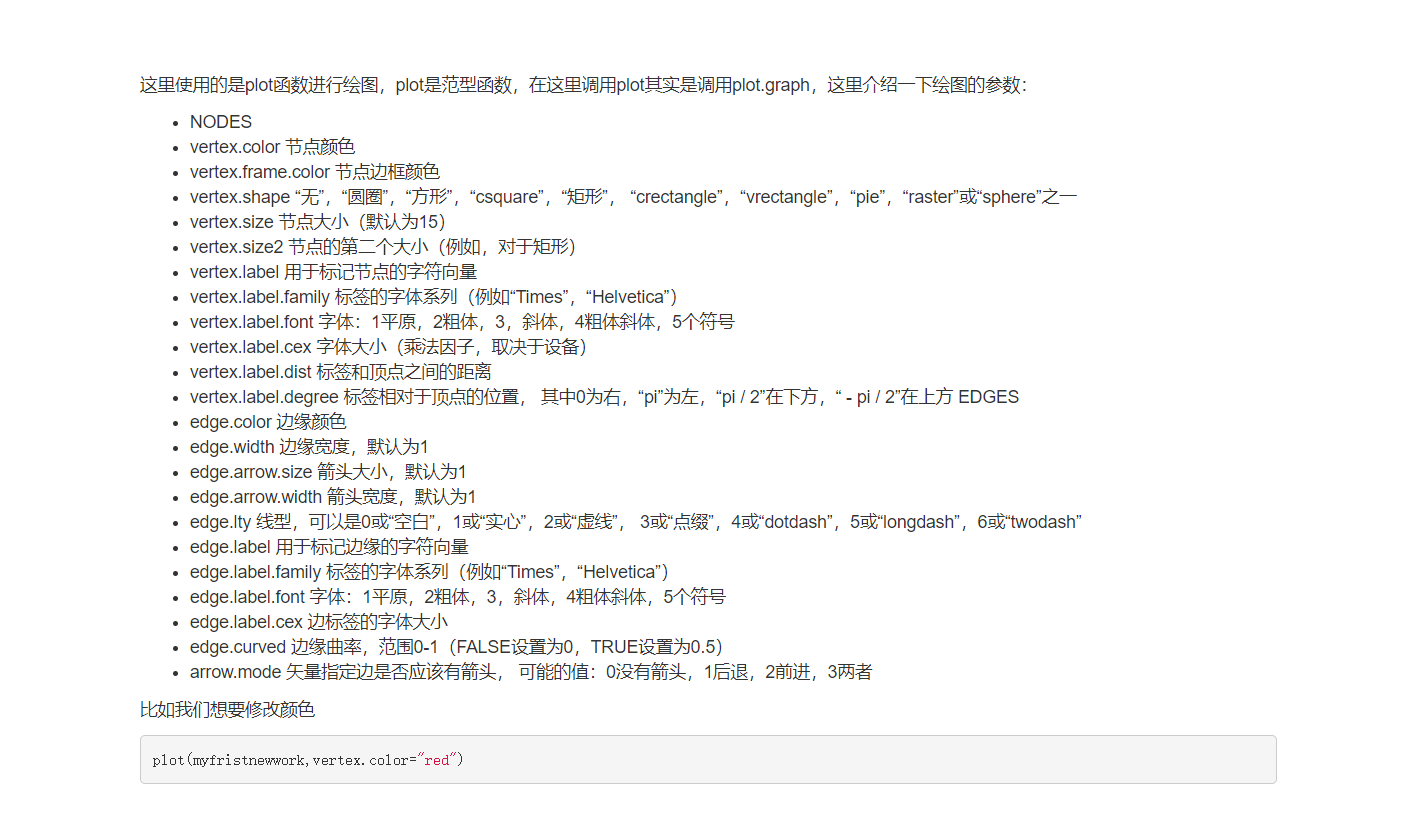 这里使用的是plot函数进行绘图，plot是范型函数，在这里调用plot其实是调用plot.graph，这里介绍一下绘图的参数：
• NODES
• vertex.color 节点颜色
• vertex.frame.color 节点边框颜色
• vertex.shape “无”，“圆圈”，“方形”，“csquare”，“矩形”， “crectangle”，“vrectangle”，“pie”，“raster”或“sphere”之一
• vertex.size 节点大小（默认为15）
• vertex.size2 节点的第二个大小（例如，对于矩形）
• vertex.label 用于标记节点的字符向量
• vertex.label.family 标签的字体系列（例如“Times”，“Helvetica”）
• vertex.label.font 字体：1平原，2粗体，3，斜体，4粗体斜体，5个符号
• vertex.label.cex 字体大小（乘法因子，取决于设备）
• vertex.label.dist 标签和顶点之间的距离
• vertex.label.degree 标签相对于顶点的位置， 其中0为右，“pi”为左，“pi / 2”在下方，“ - pi / 2”在上方 EDGES
• edge.color 边缘颜色
• edge.width 边缘宽度，默认为1
• edge.arrow.size 箭头大小，默认为1
• edge.arrow.width 箭头宽度，默认为1
• edge.lty 线型，可以是0或“空白”，1或“实心”，2或“虚线”， 3或“点缀”，4或“dotdash”，5或“longdash”，6或“twodash”
• edge.label 用于标记边缘的字符向量
• edge.label.family 标签的字体系列（例如“Times”，“Helvetica”）
• edge.label.font 字体：1平原，2粗体，3，斜体，4粗体斜体，5个符号
• edge.label.cex 边标签的字体大小
• edge.curved 边缘曲率，范围0-1（FALSE设置为0，TRUE设置为0.5）
• arrow.mode 矢量指定边是否应该有箭头， 可能的值：0没有箭头，1后退，2前进，3两者
比如我们想要修改颜色
plot(myfristnewwork,vertex.color="red")